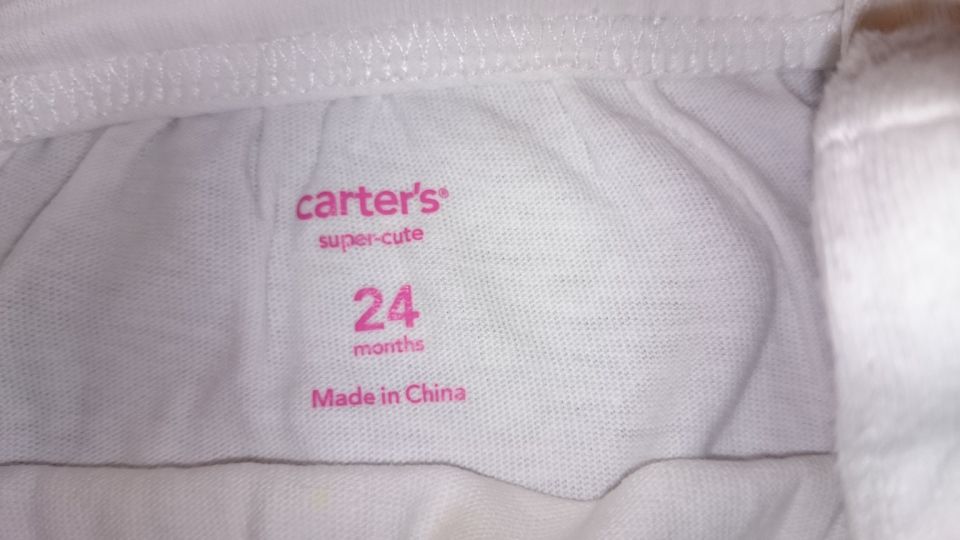 carter's®
super-cute
24
months
Made in China